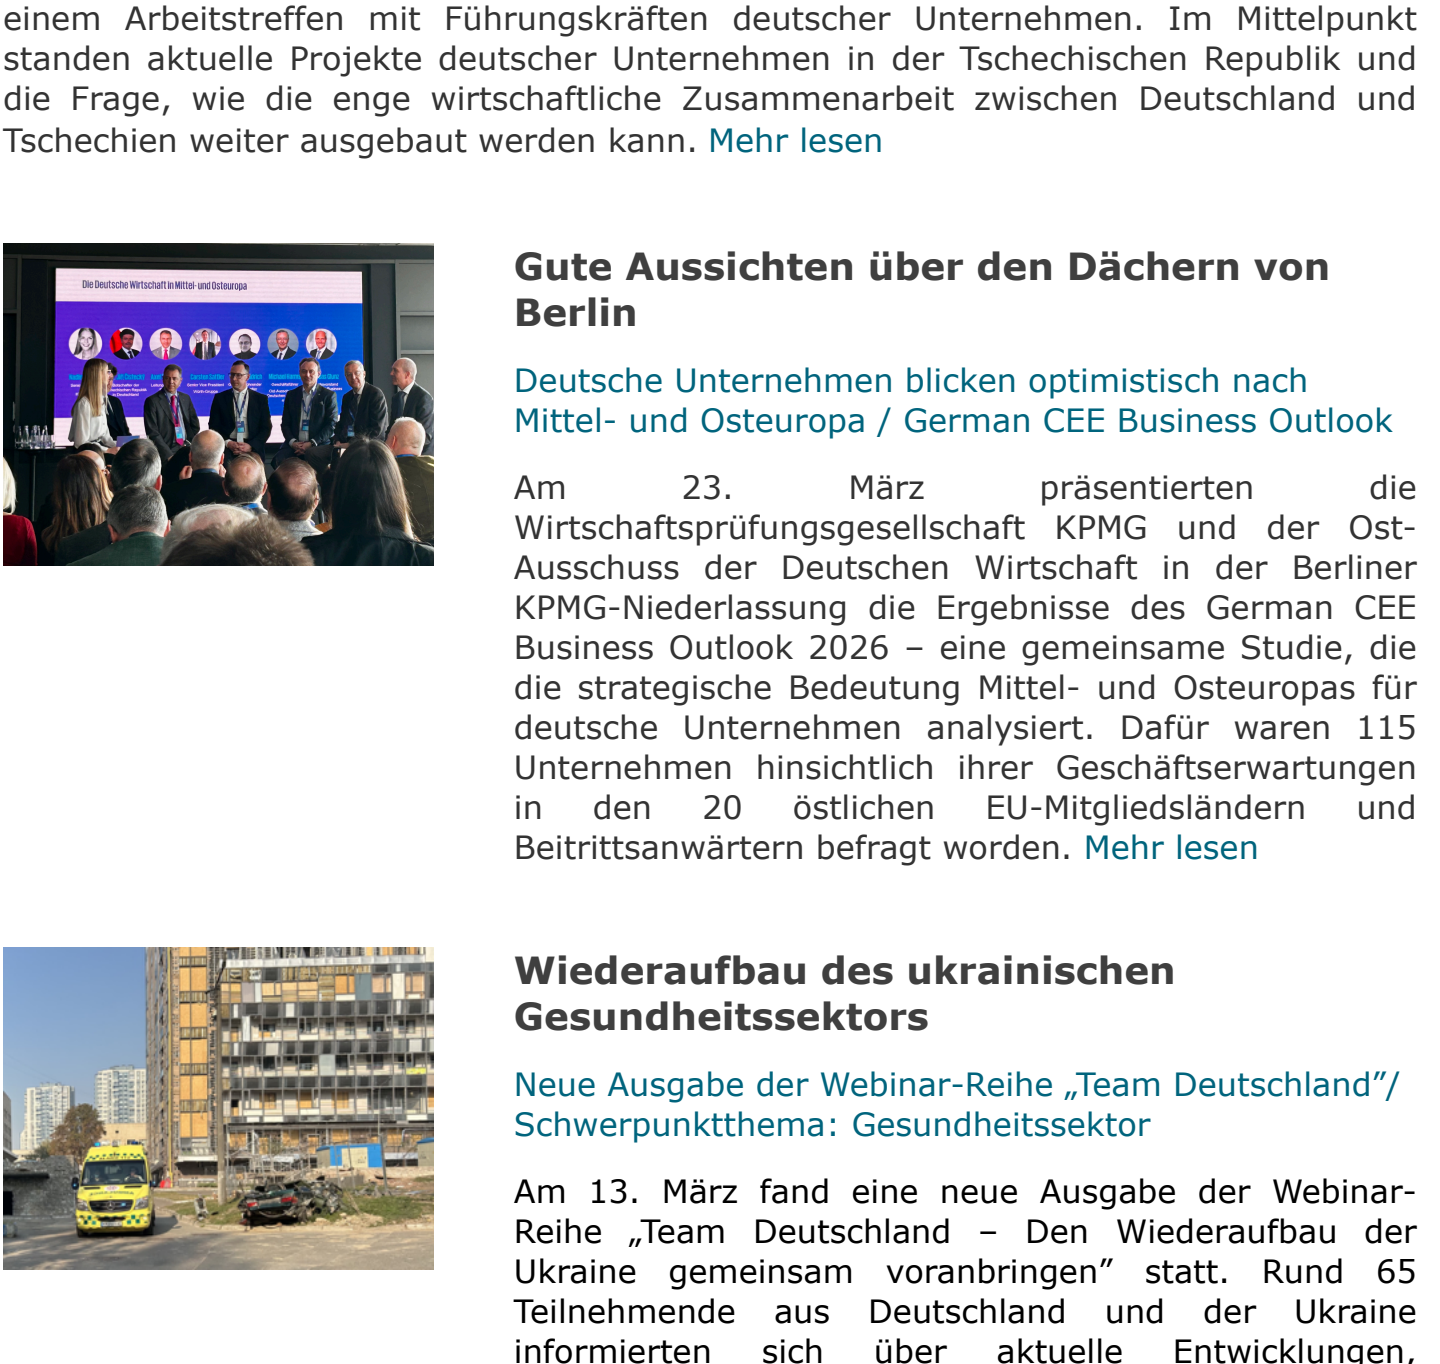 einem Arbeitstreffen mit Führungskräften deutscher Unternehmen. Im Mittelpunkt
standen aktuelle Projekte deutscher Unternehmen in der Tschechischen Republik und
die Frage, wie die enge wirtschaftliche Zusammenarbeit zwischen Deutschland und
Tschechien weiter ausgebaut werden kann. Mehr lesen
Die Deutsche Wirtschaft in Mittel- und Osteuropa
Gute Aussichten über den Dächern von
Berlin
Deutsche Unternehmen blicken optimistisch nach
Mittel- und Osteuropa / German CEE Business Outlook
Am 23. März präsentierten die
Wirtschaftsprüfungsgesellschaft KPMG und der Ost-
Ausschuss der Deutschen Wirtschaft in der Berliner
KPMG-Niederlassung die Ergebnisse des German CEE
Business Outlook 2026 – eine gemeinsame Studie, die
die strategische Bedeutung Mittel- und Osteuropas für
deutsche Unternehmen analysiert. Dafür waren 115
Unternehmen hinsichtlich ihrer Geschäftserwartungen
in den 20 östlichen EU-Mitgliedsländern und
Beitrittsanwärtern befragt worden. Mehr lesen
Wiederaufbau des ukrainischen
Gesundheitssektors
Neue Ausgabe der Webinar-Reihe „Team Deutschland”/
Schwerpunktthema: Gesundheitssektor
Am 13. März fand eine neue Ausgabe der Webinar-
Reihe „Team Deutschland – Den Wiederaufbau der
Ukraine gemeinsam voranbringen” statt. Rund 65
Teilnehmende aus Deutschland und der Ukraine
informierten sich über aktuelle Entwicklungen,